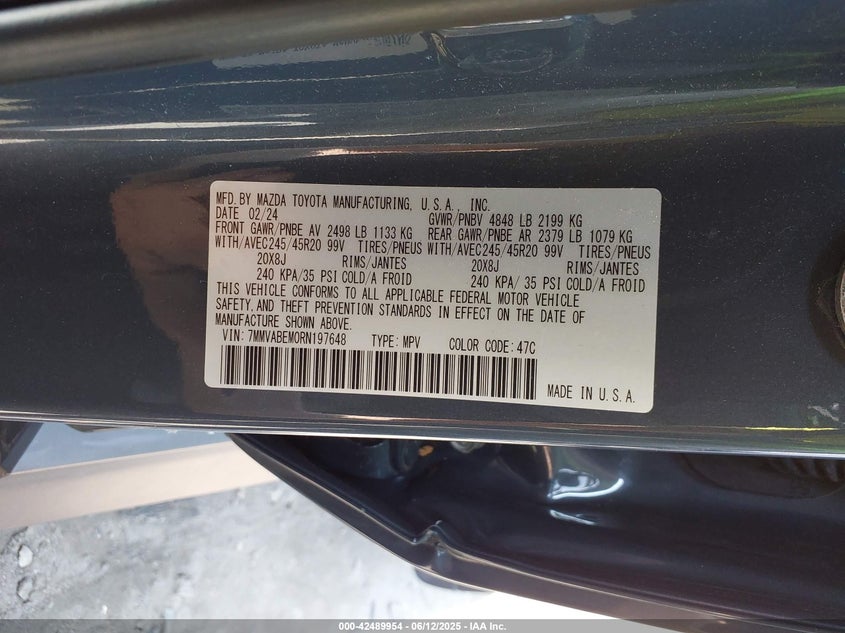 MFD. BY MAZDA TOYOTA MANUFACTURING, U.S.A., INC.
DATE 02/24 GVWR/PNBV 4848 LB 2199 KG
FRONT GAWR/PNBE AV 2498 LB 1133 KG REAR GAWR/PNBE AR 2379 LB 1079 KG
WITH/AVEC245/45R20 99V TIRES/PNEUS WITH/AVEC245/45R20 99V TIRES/PNEUS
20X8J RIMS/JANTES 20X8J RIMS/JANTES
240 KPA/35 PSI COLD/A FROID 240 KPA/ 35 PSI COLD/A FROID
THIS VEHICLE CONFORMS TO ALL APPLICABLE FEDERAL MOTOR VEHICLE
SAFETY, AND THEFT PREVENTION STANDARDS IN EFFECT ON THE DATE OF
MANUFACTURE SHOWN ABOVE.
VIN: 7MMVABEM0RN197648 TYPE: MPV COLOR CODE: 47C
MADE IN U.S.A.
000-42489954 - 06/12/2025 - IAA Inc.